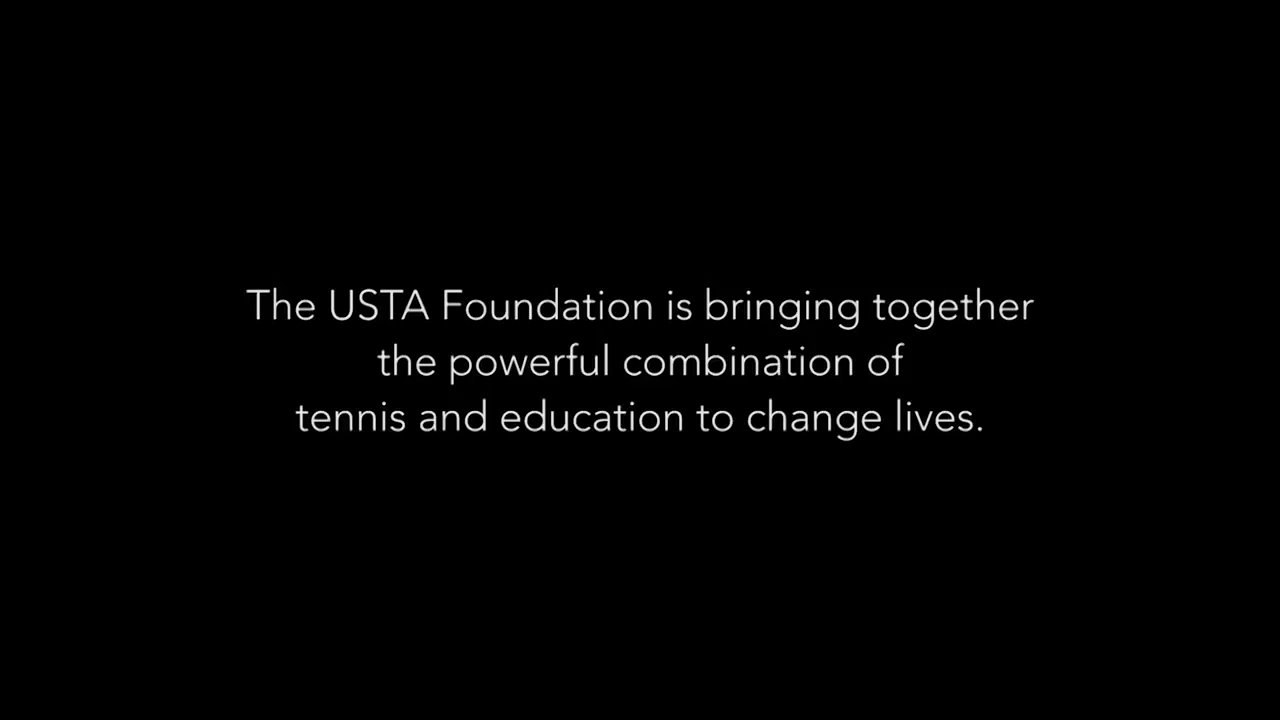 The USTA Foundation is bringing together
the powerful combination of
tennis and education to change lives.